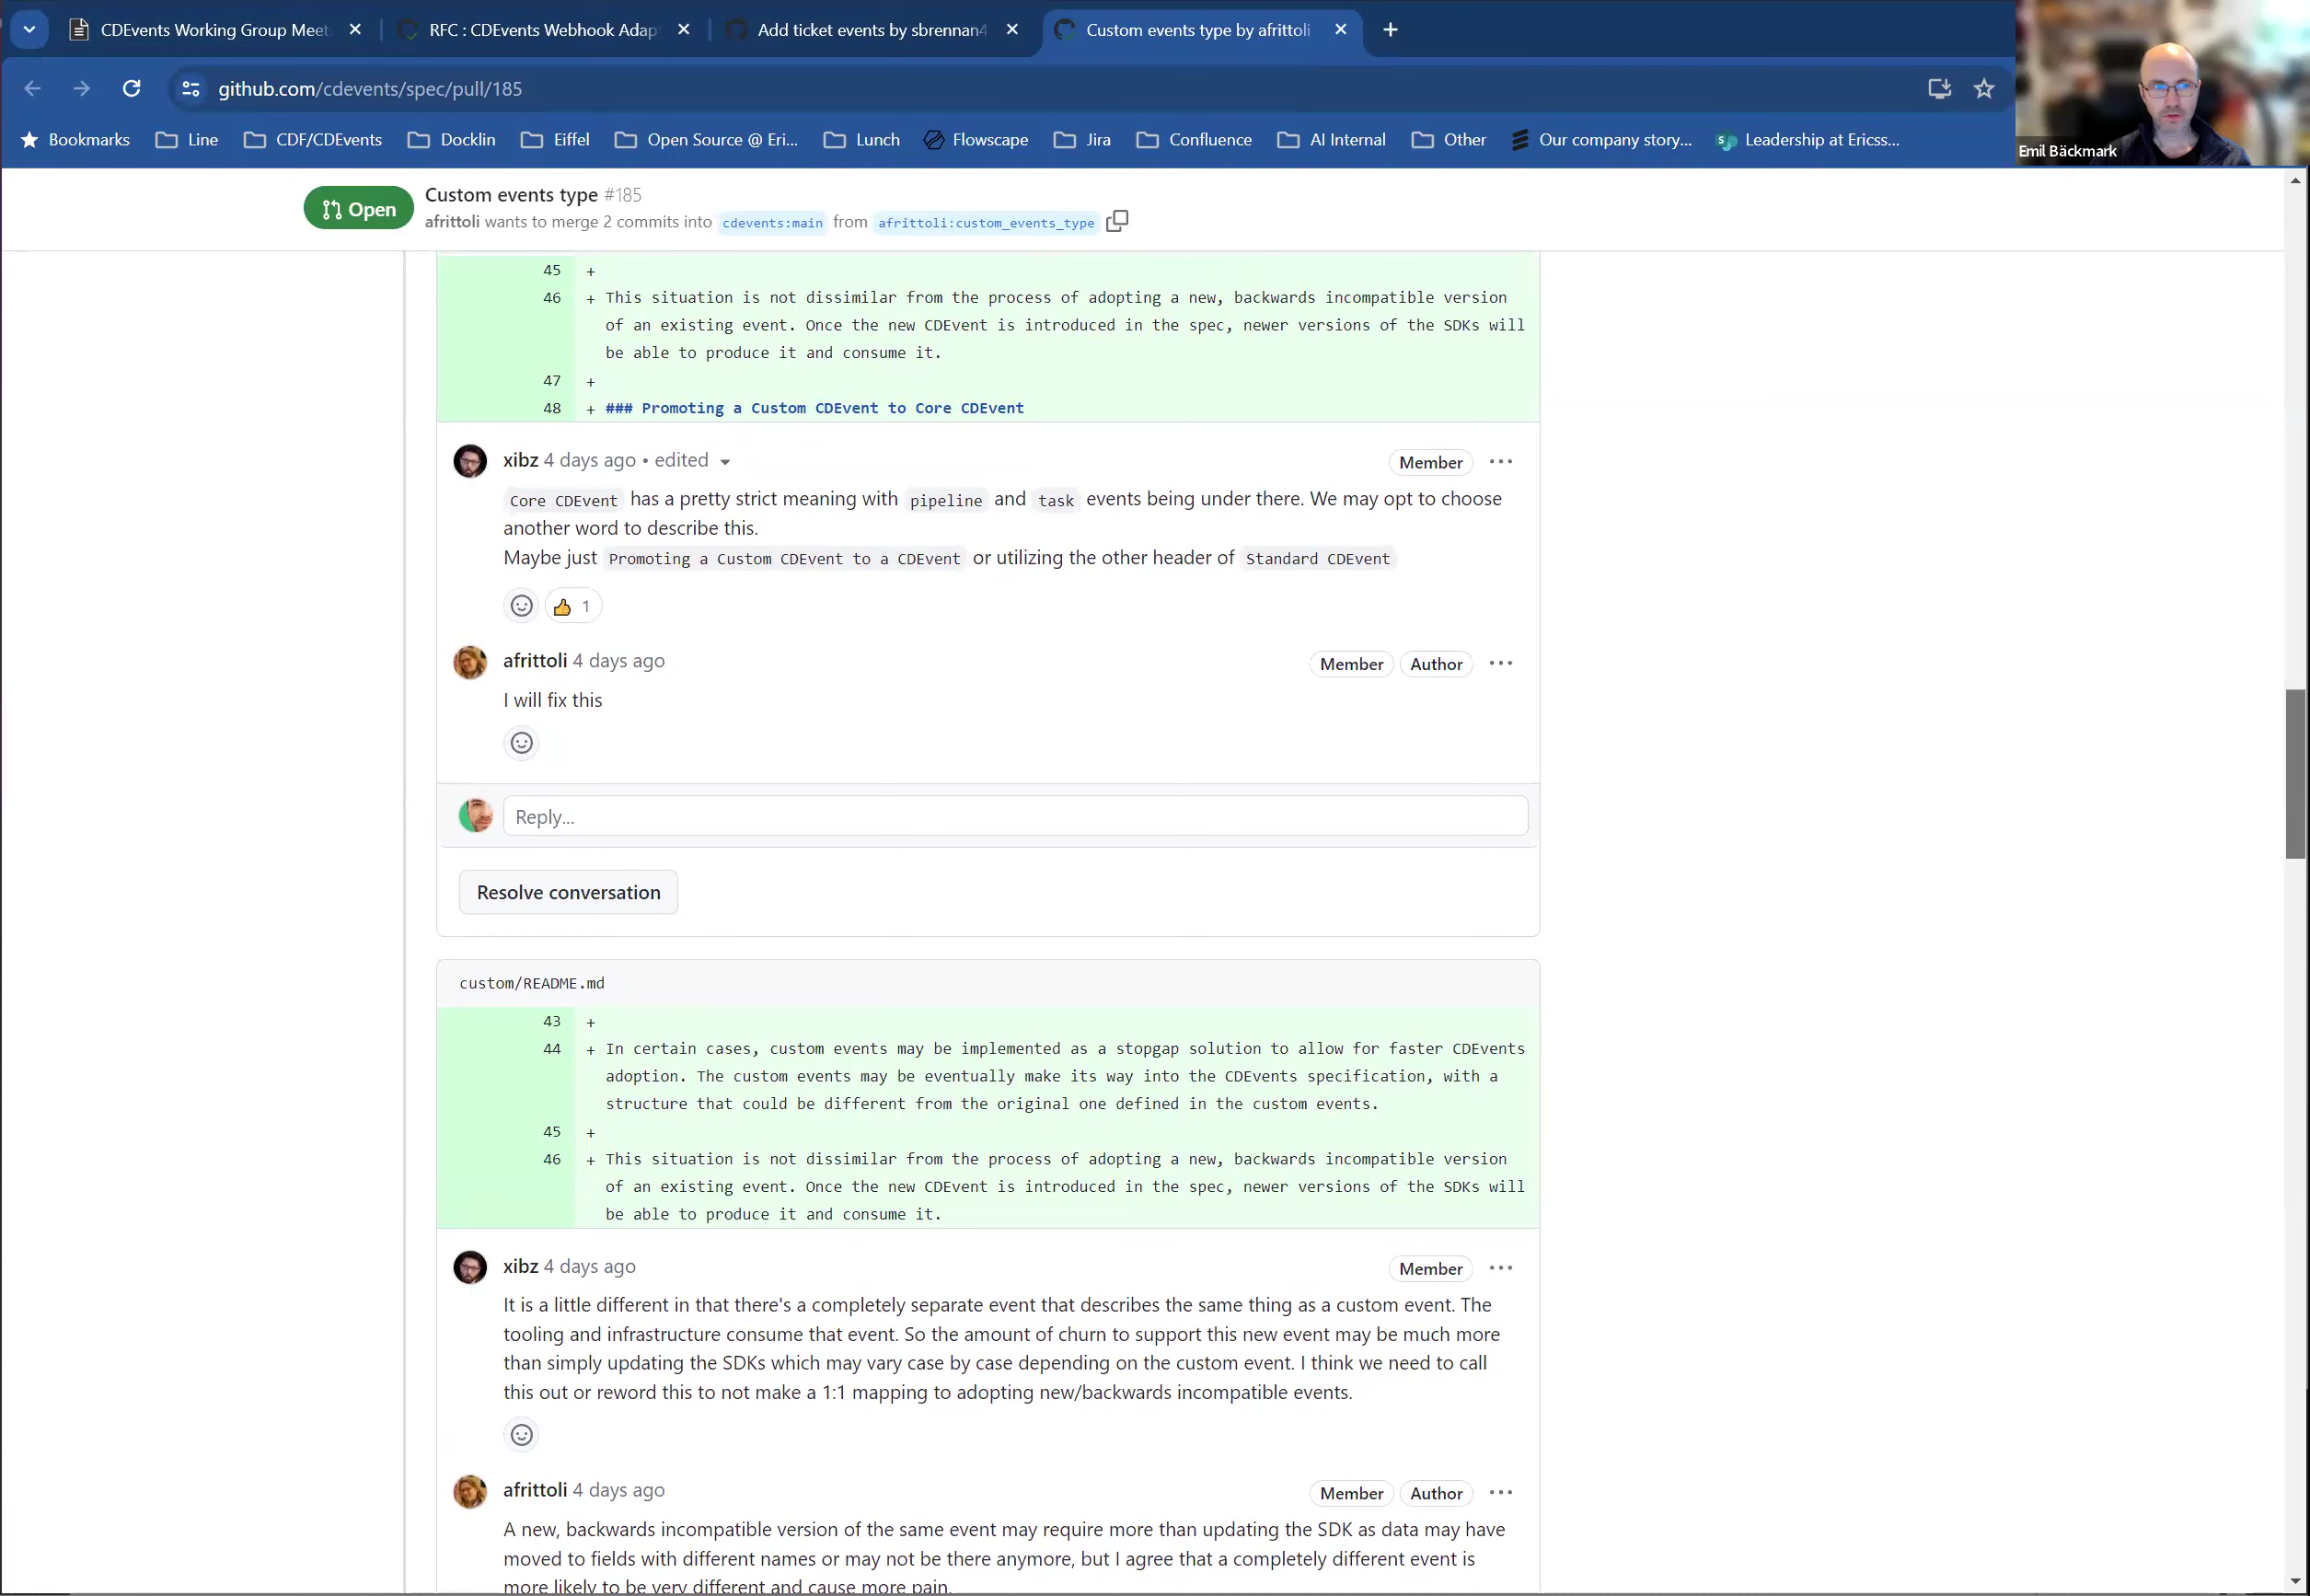 CDEvents Working Group Meet
RFC : CDEvents Webhook Adap
Add ticket events by sbrennan4
Custom events type by afrittoli
github.com/cdevents/spec/pull/185
Bookmarks
Line
CDF/CDEvents
Docklin
Eiffel
Open Source @ Eri...
Lunch
Flowscape
Jira
Confluence
AI Internal
Other
Our company story...
Leadership at Ericss...
Emil Bäckmark
Open
Custom events type #185
afrittoli wants to merge 2 commits into cdevents:main from afrittoli:custom_events_type
45 +
46 + This situation is not dissimilar from the process of adopting a new, backwards incompatible version
of an existing event. Once the new CDEvent is introduced in the spec, newer versions of the SDKs will
be able to produce it and consume it.
47 +
48 + ### Promoting a Custom CDEvent to Core CDEvent
xibz 4 days ago • edited
Member
Core CDEvent has a pretty strict meaning with pipeline and task events being under there. We may opt to choose
another word to describe this.
Maybe just Promoting a Custom CDEvent to a CDEvent or utilizing the other header of Standard CDEvent
👍 1
afrittoli 4 days ago
Member Author
I will fix this
Reply...
Resolve conversation
custom/README.md
43 +
44 + In certain cases, custom events may be implemented as a stopgap solution to allow for faster CDEvents
adoption. The custom events may be eventually make its way into the CDEvents specification, with a
structure that could be different from the original one defined in the custom events.
45 +
46 + This situation is not dissimilar from the process of adopting a new, backwards incompatible version
of an existing event. Once the new CDEvent is introduced in the spec, newer versions of the SDKs will
be able to produce it and consume it.
xibz 4 days ago
Member
It is a little different in that there's a completely separate event that describes the same thing as a custom event. The
tooling and infrastructure consume that event. So the amount of churn to support this new event may be much more
than simply updating the SDKs which may vary case by case depending on the custom event. I think we need to call
this out or reword this to not make a 1:1 mapping to adopting new/backwards incompatible events.
afrittoli 4 days ago
Member Author
A new, backwards incompatible version of the same event may require more than updating the SDK as data may have
moved to fields with different names or may not be there anymore, but I agree that a completely different event is
more likely to be very different and cause more pain.